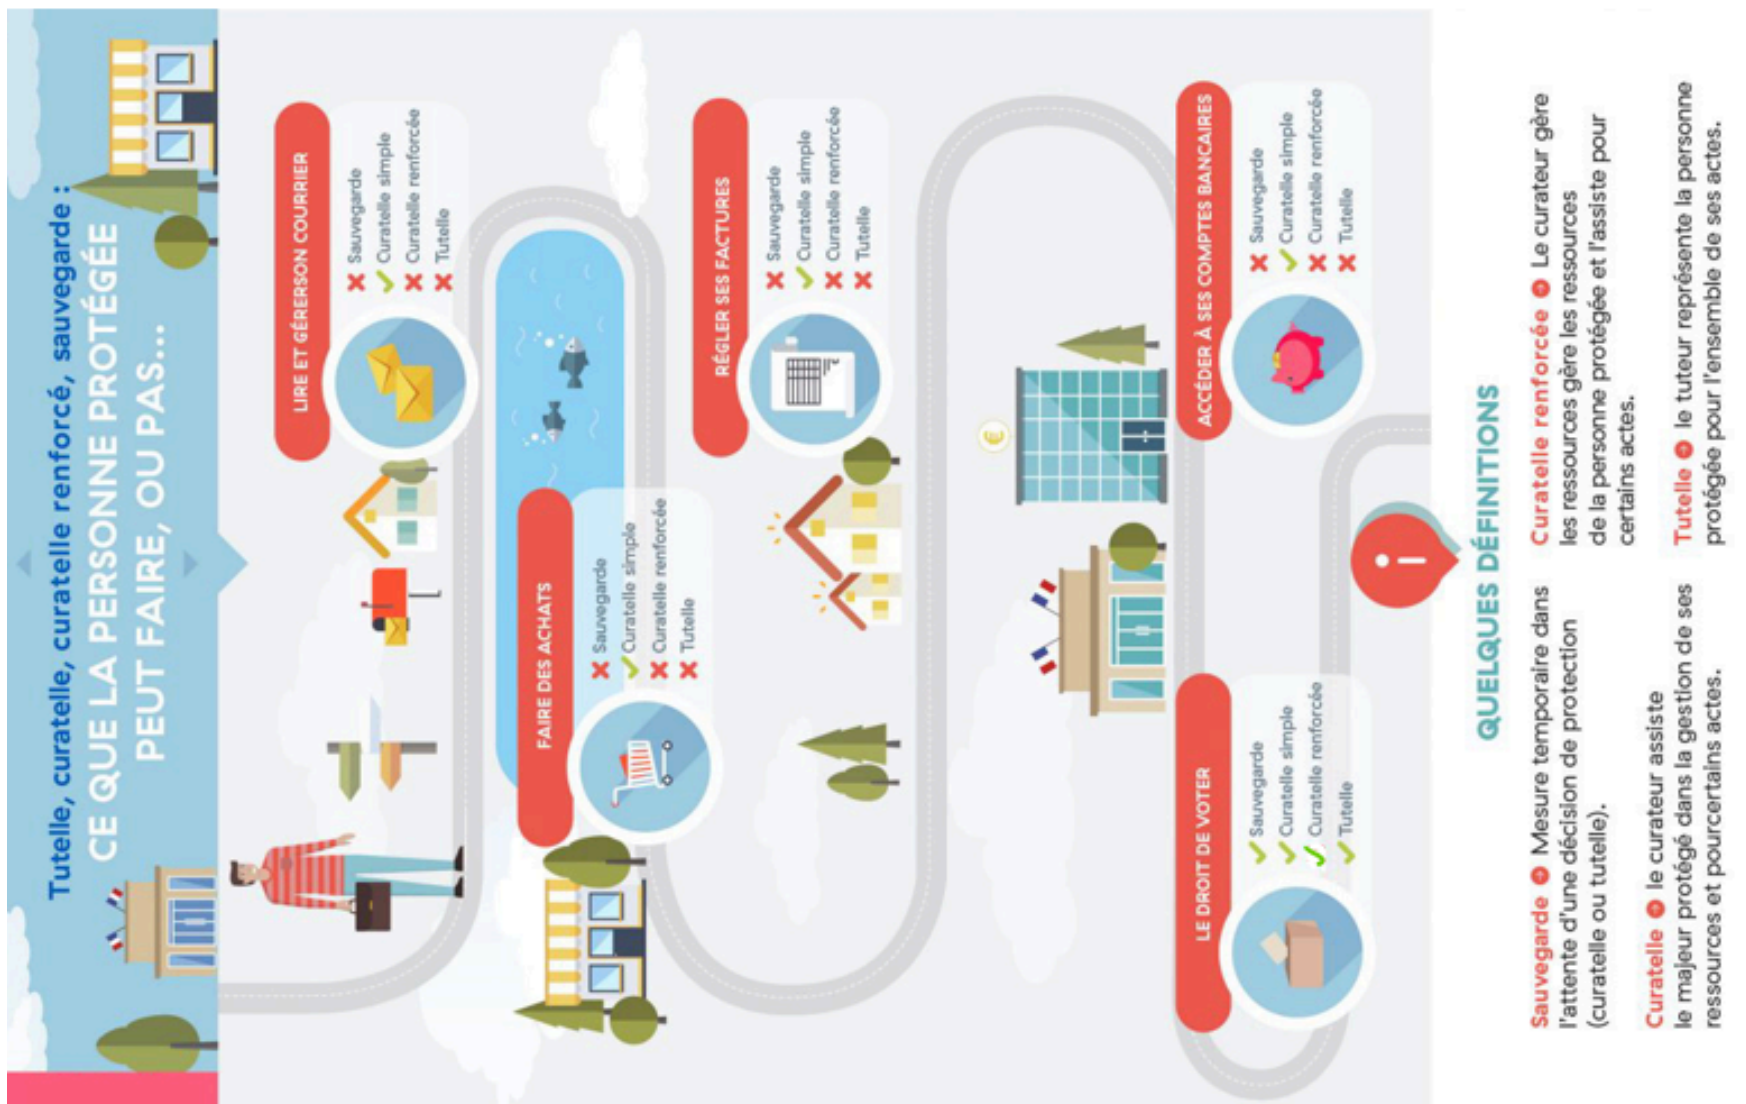 Tutelle, curatelle, curatelle renforcé, sauvegarde :
CE QUE LA PERSONNE PROTÉGÉE
PEUT FAIRE, OU PAS...
LIRE ET GÉRERSON COURRIER
Sauvegarde
Curatelle simple
Curatelle renforcée
Tutelle
FAIRE DES ACHATS
Sauvegarde
Curatelle simple
Curatelle renforcée
Tutelle
RÉGLER SES FACTURES
Sauvegarde
Curatelle simple
Curatelle renforcée
Tutelle
€
LE DROIT DE VOTER
Sauvegarde
Curatelle simple
Curatelle renforcée
Tutelle
ACCÉDER À SES COMPTES BANCAIRES
Sauvegarde
Curatelle simple
Curatelle renforcée
Tutelle
QUELQUES DÉFINITIONS
Sauvegarde ➔ Mesure temporaire dans
l'attente d'une décision de protection
(curatelle ou tutelle).
Curatelle ➔ le curateur assiste
le majeur protégé dans la gestion de ses
ressources et pourcertains actes.
Curatelle renforcée ➔ Le curateur gère
les ressources gère les ressources
de la personne protégée et l'assiste pour
certains actes.
Tutelle ➔ le tuteur représente la personne
protégée pour l'ensemble de ses actes.